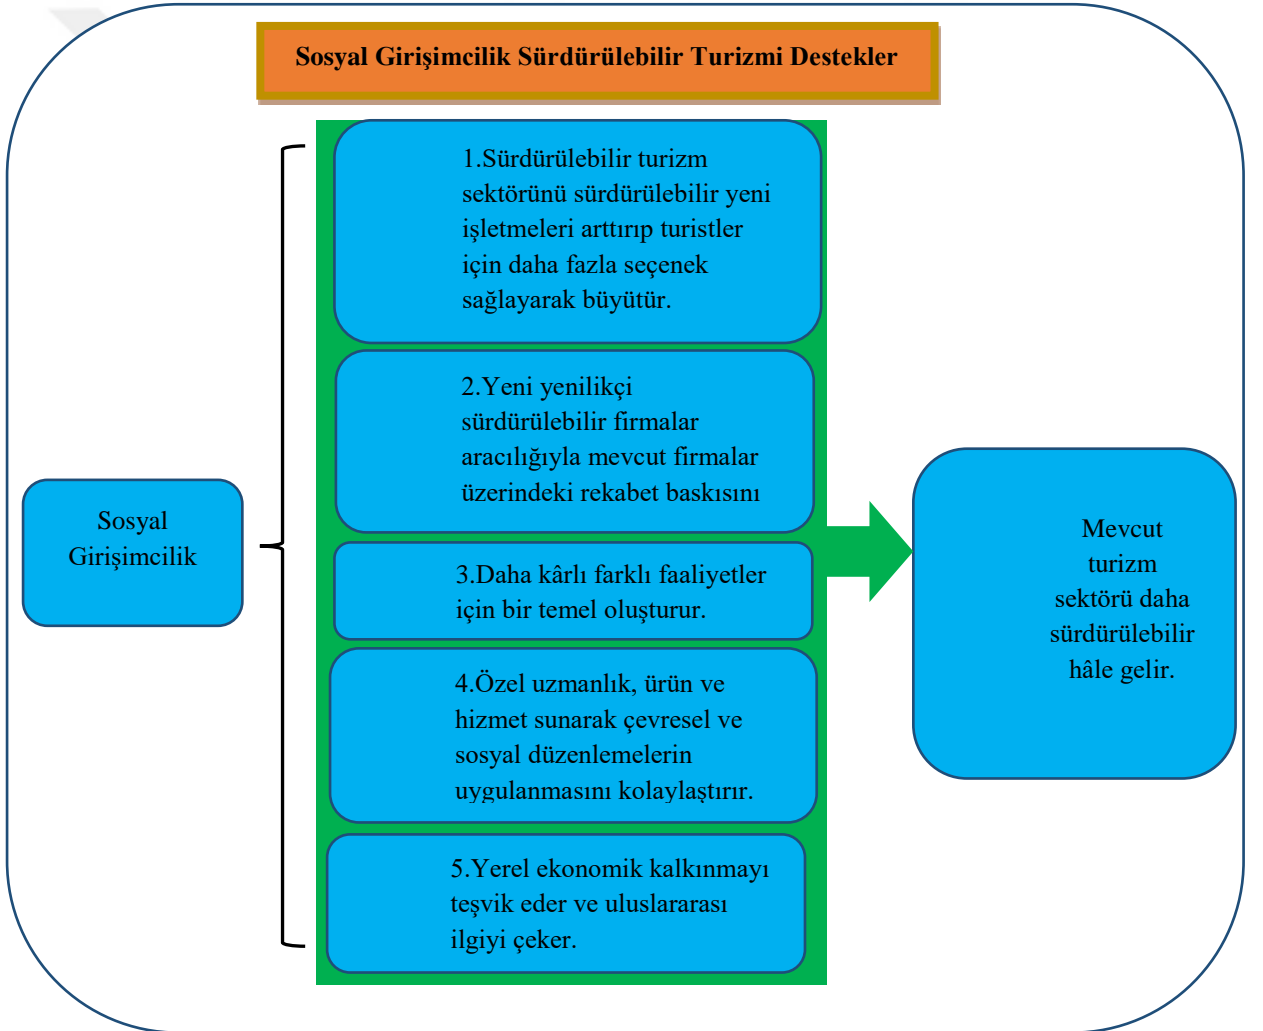 Sosyal Girişimcilik Sürdürülebilir Turizmi Destekler
Sosyal
Girişimcilik
1.Sürdürülebilir turizm
sektörünü sürdürülebilir yeni
işletmeleri arttırıp turistler
için daha fazla seçenek
sağlayarak büyütür.
2.Yeni yenilikçi
sürdürülebilir firmalar
aracılığıyla mevcut firmalar
üzerindeki rekabet baskısını
3.Daha kârlı farklı faaliyetler
için bir temel oluşturur.
4.Özel uzmanlık, ürün ve
hizmet sunarak çevresel ve
sosyal düzenlemelerin
uygulanmasını kolaylaştırır.
5.Yerel ekonomik kalkınmayı
teşvik eder ve uluslararası
ilgiyi çeker.
Mevcut
turizm
sektörü daha
sürdürülebilir
hâle gelir.